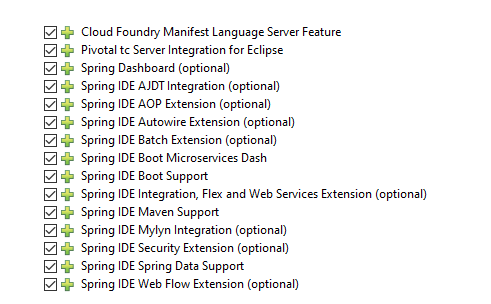 Cloud Foundry Manifest Language Server Feature
Pivotal tc Server Integration for Eclipse
Spring Dashboard (optional)
Spring IDE AJDT Integration (optional)
Spring IDE AOP Extension (optional)
Spring IDE Autowire Extension (optional)
Spring IDE Batch Extension (optional)
Spring IDE Boot Microservices Dash
Spring IDE Boot Support
Spring IDE Integration, Flex and Web Services Extension (optional)
Spring IDE Maven Support
Spring IDE Mylyn Integration (optional)
Spring IDE Security Extension (optional)
Spring IDE Spring Data Support
Spring IDE Web Flow Extension (optional)